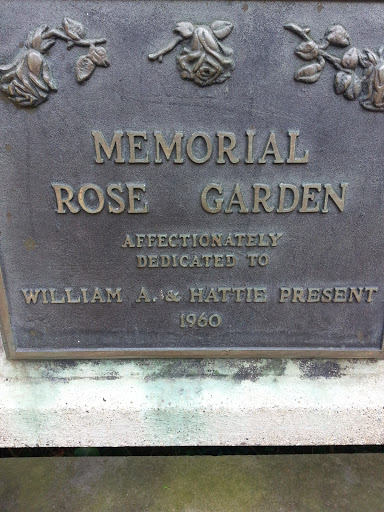 MEMORIAL
ROSE GARDEN
AFFECTIONATELY
DEDICATED TO
WILLIAM A. & HATTIE PRESENT
1960